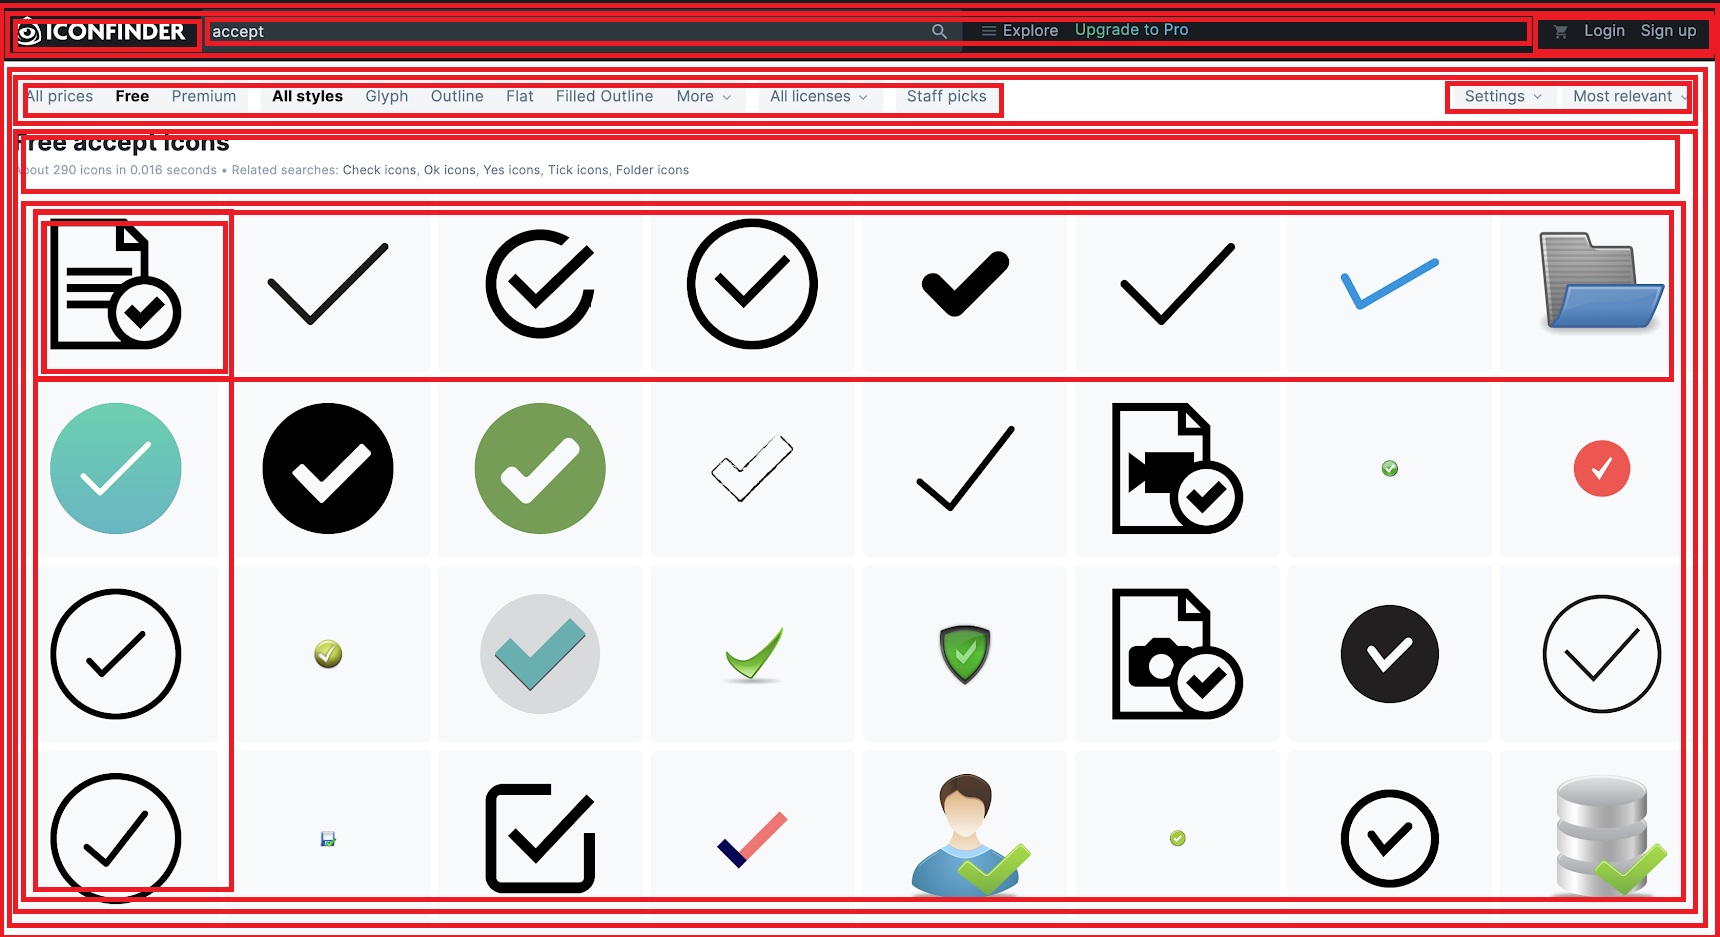 ICONFINDER accept Explore Upgrade to Pro Login Sign up
All prices Free Premium All styles Glyph Outline Flat Filled Outline More All licenses Staff picks Settings Most relevant
Free accept icons
About 290 icons in 0.016 seconds • Related searches: Check icons, Ok icons, Yes icons, Tick icons, Folder icons